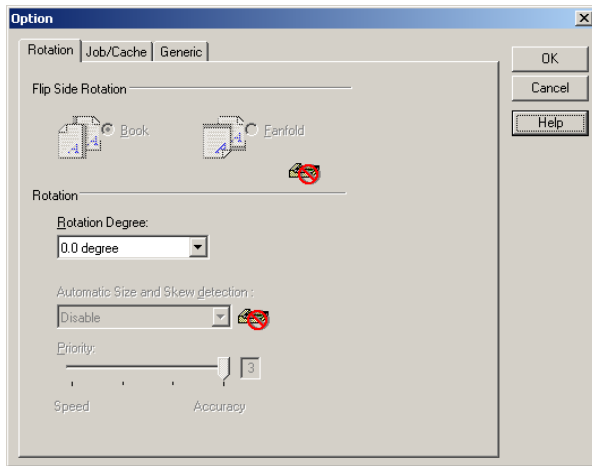 Option
Rotation Job/Cache Generic
OK
Cancel
Help
Flip Side Rotation
Book Fanfold
Rotation
Rotation Degree:
0.0 degree
Automatic Size and Skew detection :
Disable
Priority:
3
Speed Accuracy